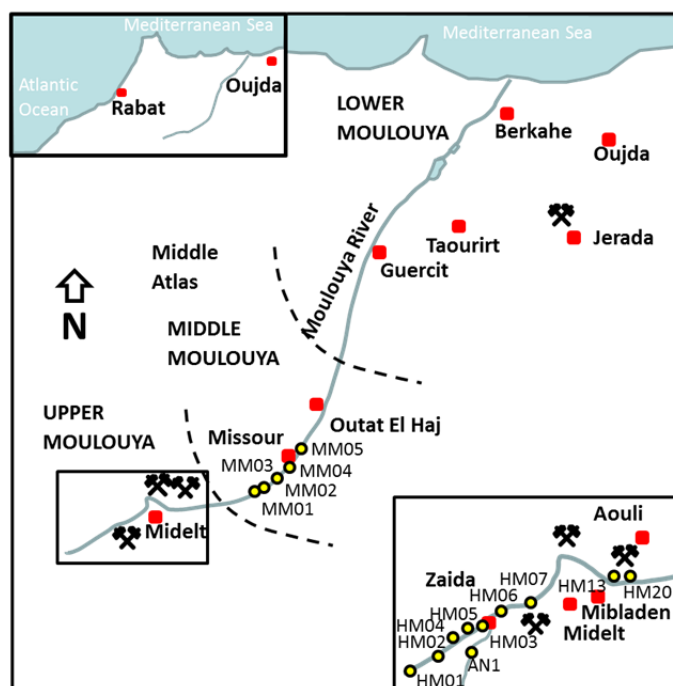 Mediterranean Sea
Atlantic
Ocean
Rabat
Oujda
Mediterranean Sea
LOWER
MOULOUYA
Berkahe
Oujda
Jerada
Taourirt
Guercit
Moulouya River
Middle
Atlas
N
MIDDLE
MOULOUYA
UPPER
MOULOUYA
Outat El Haj
Missour
MM05
MM03
MM04
MM02
MM01
Midelt
Aouli
Zaida
HM07
HM13
HM20
HM06
HM05
HM04
Mibladen
HM02
HM03
Midelt
AN1
HM01